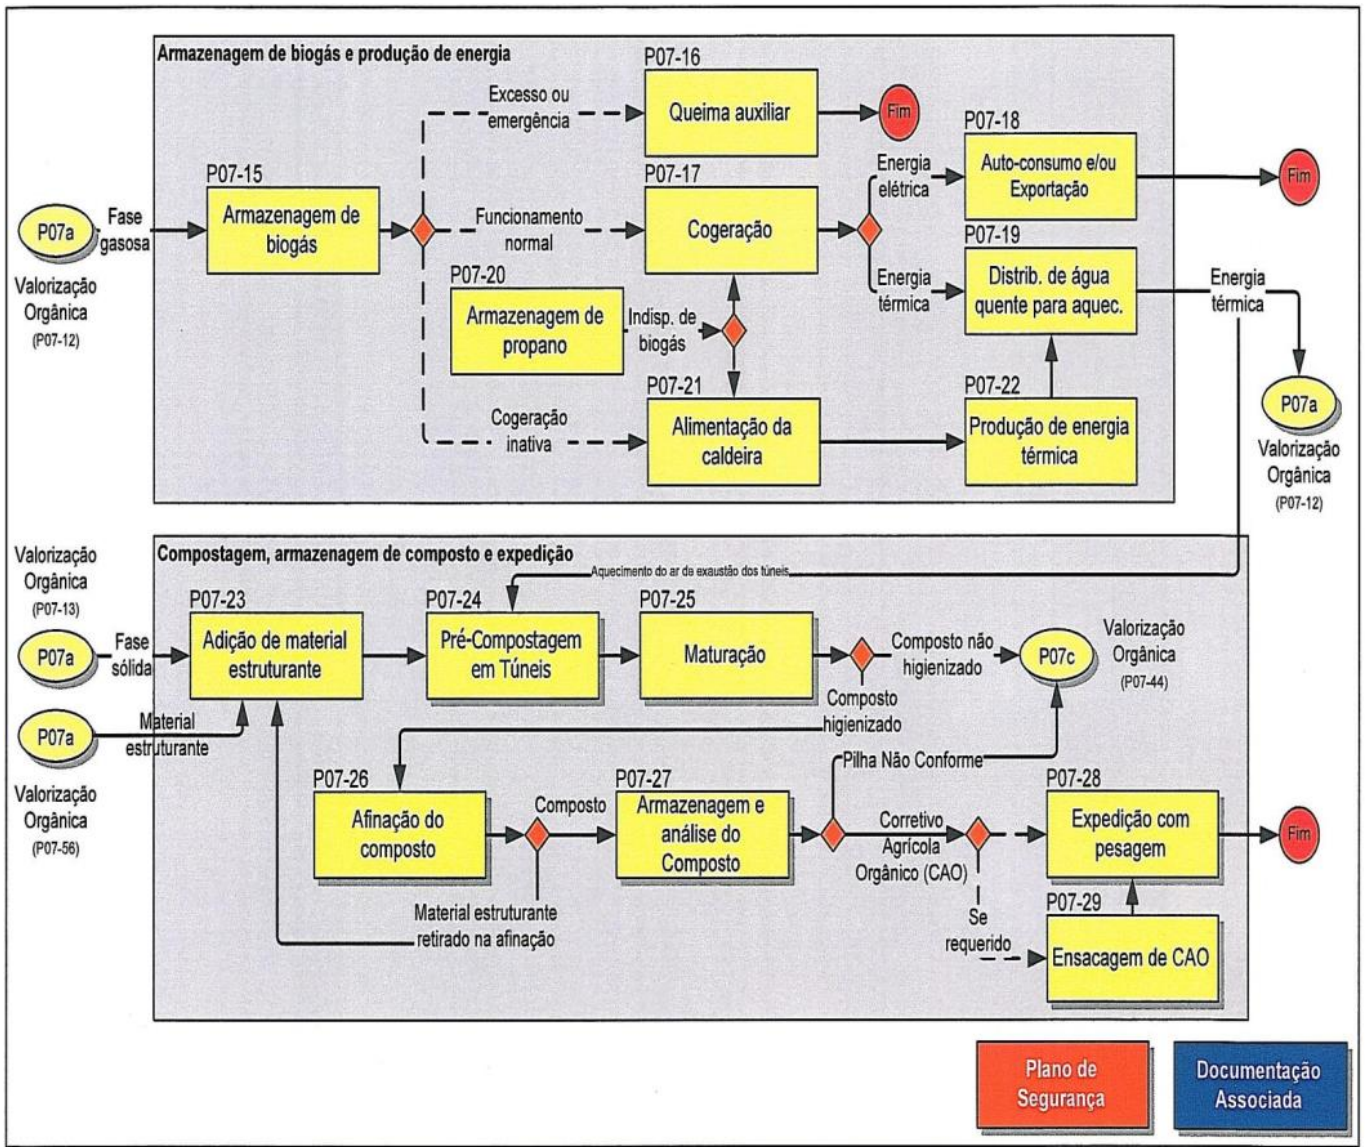 Armazenagem de biogás e produção de energia
P07-16
Queima auxiliar
Excesso ou
emergência
Fim
P07-18
Auto-consumo e/ou
Exportação
Fim
P07-15
Armazenagem de
biogás
P07a
Fase
gasosa
Valorização
Orgânica
(P07-12)
Funcionamento
normal
P07-17
Cogeração
Energia
elétrica
Energia
térmica
P07-19
Distrib. de água
quente para aquec.
Energia
térmica
P07-20
Armazenagem de
propano
Indisp. de
biogás
P07-21
Alimentação da
caldeira
Cogeração
inativa
P07-22
Produção de energia
térmica
P07a
Valorização
Orgânica
(P07-12)
Compostagem, armazenagem de composto e expedição
Aquecimento do ar de exaustão dos túneis
Valorização
Orgânica
(P07-13)
P07a
Fase
sólida
P07-23
Adição de material
estruturante
P07-24
Pré-Compostagem
em Túneis
P07-25
Maturação
Composto não
higienizado
P07c
Valorização
Orgânica
(P07-44)
P07a
Material
estruturante
Valorização
Orgânica
(P07-56)
Composto
higienizado
P07-26
Afinação do
composto
Composto
P07-27
Armazenagem e
análise do
Composto
Pilha Não Conforme
Corretivo
Agrícola
Orgânico (CAO)
P07-28
Expedição com
pesagem
Fim
Material estruturante
retirado na afinação
Se
requerido
P07-29
Ensacagem de CAO
Plano de
Segurança
Documentação
Associada